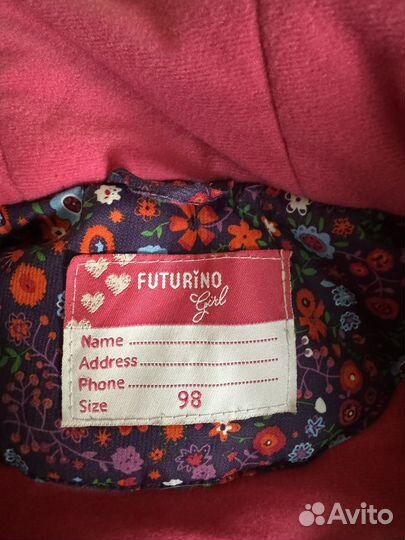 FUTURINO
Girl
Name
Address
Phone
Size 98
Avito